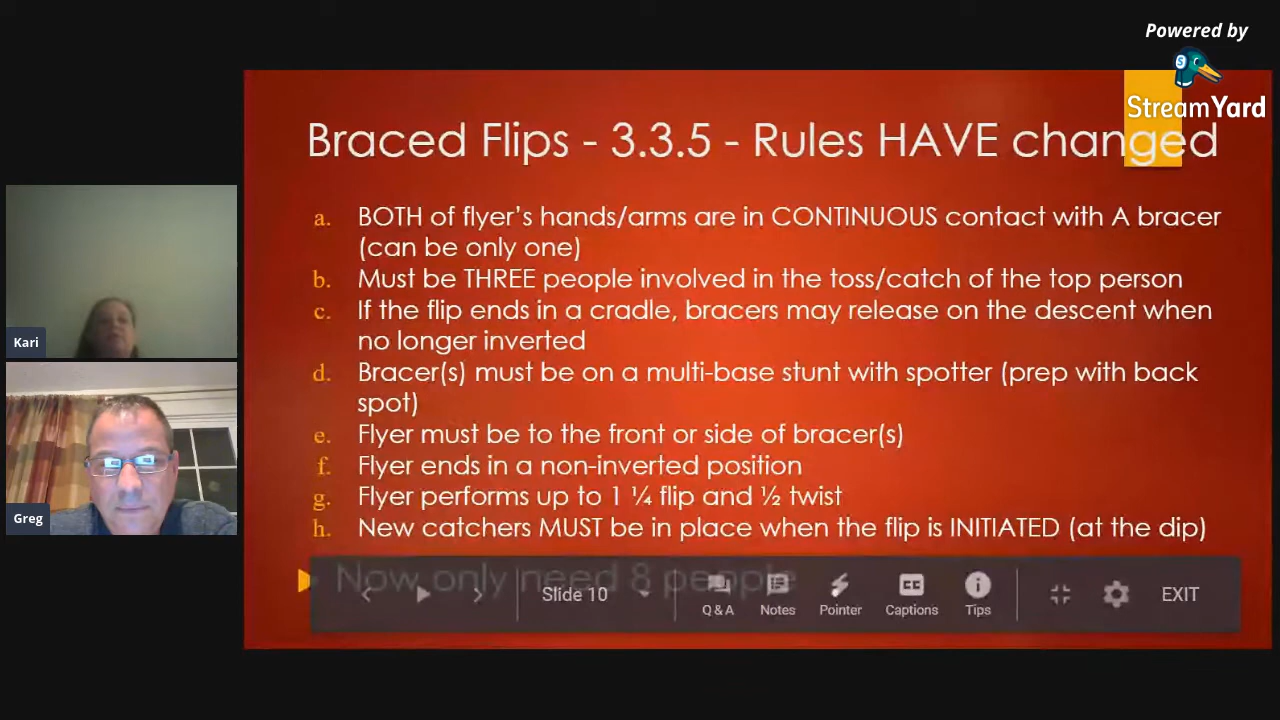 Powered by
StreamYard
Braced Flips - 3.3.5 - Rules HAVE changed
a. BOTH of flyer's hands/arms are in CONTINUOUS contact with A bracer
(can be only one)
b. Must be THREE people involved in the toss/catch of the top person
c. If the flip ends in a cradle, bracers may release on the descent when
no longer inverted
d. Bracer(s) must be on a multi-base stunt with spotter (prep with back
spot)
e. Flyer must be to the front or side of bracer(s)
f. Flyer ends in a non-inverted position
g. Flyer performs up to 1 ¼ flip and ½ twist
h. New catchers MUST be in place when the flip is INITIATED (at the dip)
Now only need 8 people
Slide 10
Q & A
Notes
Pointer
Captions
Tips
EXIT
Kari
Greg